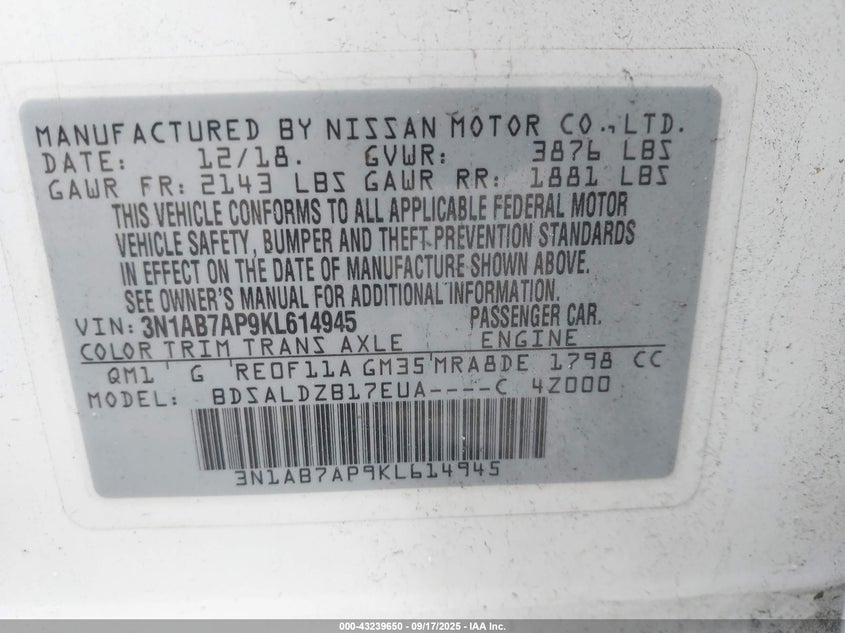 MANUFACTURED BY NISSAN MOTOR CO., LTD.
DATE: 12/18. GVWR: 3876 LBS
GAWR FR: 2143 LBS GAWR RR: 1881 LBS
THIS VEHICLE CONFORMS TO ALL APPLICABLE FEDERAL MOTOR
VEHICLE SAFETY, BUMPER AND THEFT PREVENTION STANDARDS
IN EFFECT ON THE DATE OF MANUFACTURE SHOWN ABOVE.
SEE OWNER'S MANUAL FOR ADDITIONAL INFORMATION.
VIN: 3N1AB7AP9KL614945 PASSENGER CAR.
COLOR TRIM TRANS AXLE ENGINE
QM1 G RE0F11A GM35 MRA8DE 1798 CC
MODEL: BDSALDZB17EUA----C 4Z000
3N1AB7AP9KL614945
000-43239650 - 09/17/2025 - IAA Inc.